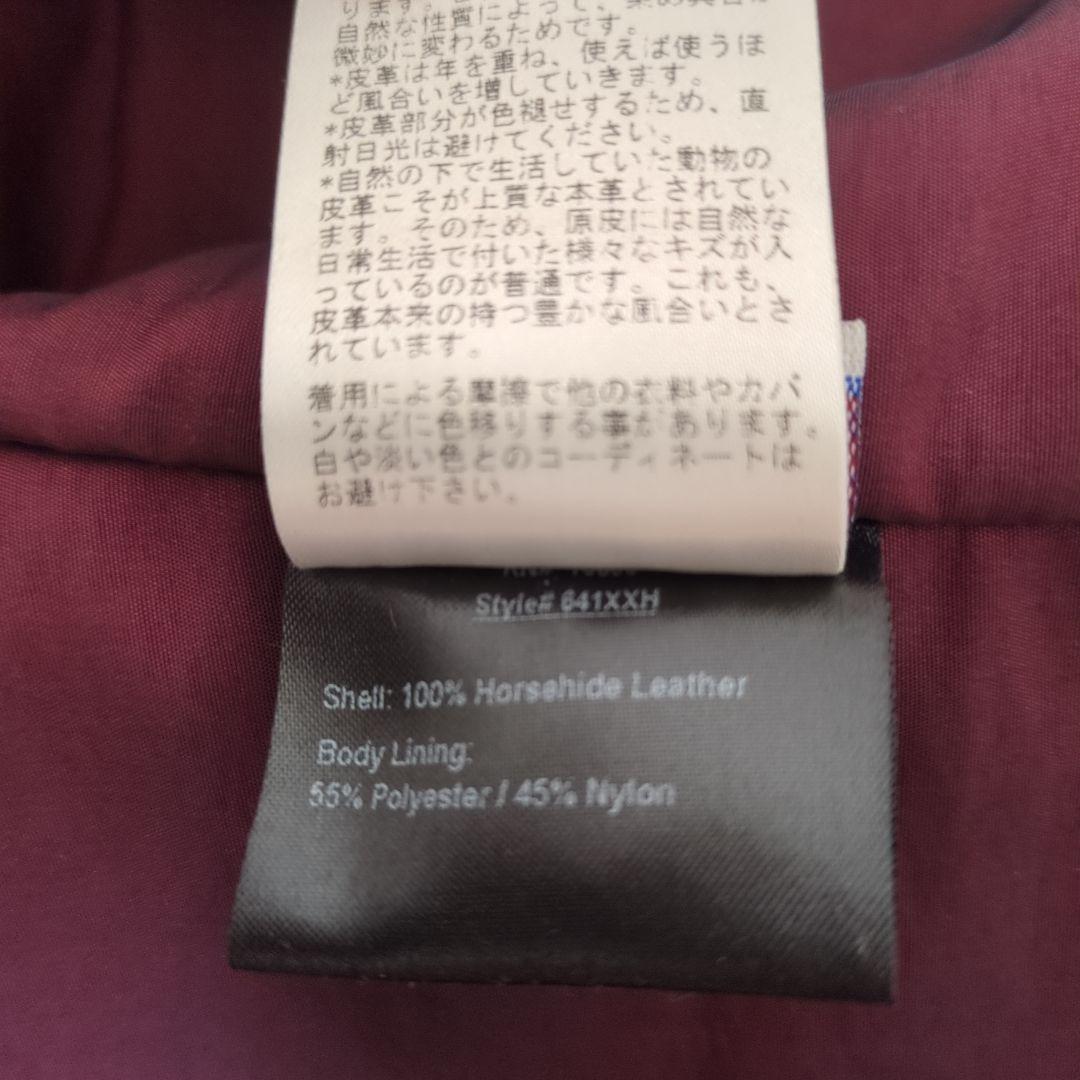 ります。
自然な性質によって、染め具合が
微妙に変わるためです。
*皮革は年を重ね、使えば使うほ
ど風合いを増していきます。
*皮革部分が色褪せするため、直
射日光は避けてください。
*自然の下で生活していた動物の
皮革こそが上質な本革とされてい
ます。そのため、原皮には自然な
日常生活で付いた様々なキズが入
っているのが普通です。これも、
皮革本来の持つ豊かな風合いとさ
れています。
着用による摩擦で他の衣料やカバ
ンなどに色移りする事があります。
白や淡い色とのコーディネートは
お避け下さい。
Style# 641XXH
Shell: 100% Horsehide Leather
Body Lining:
55% Polyester / 45% Nylon